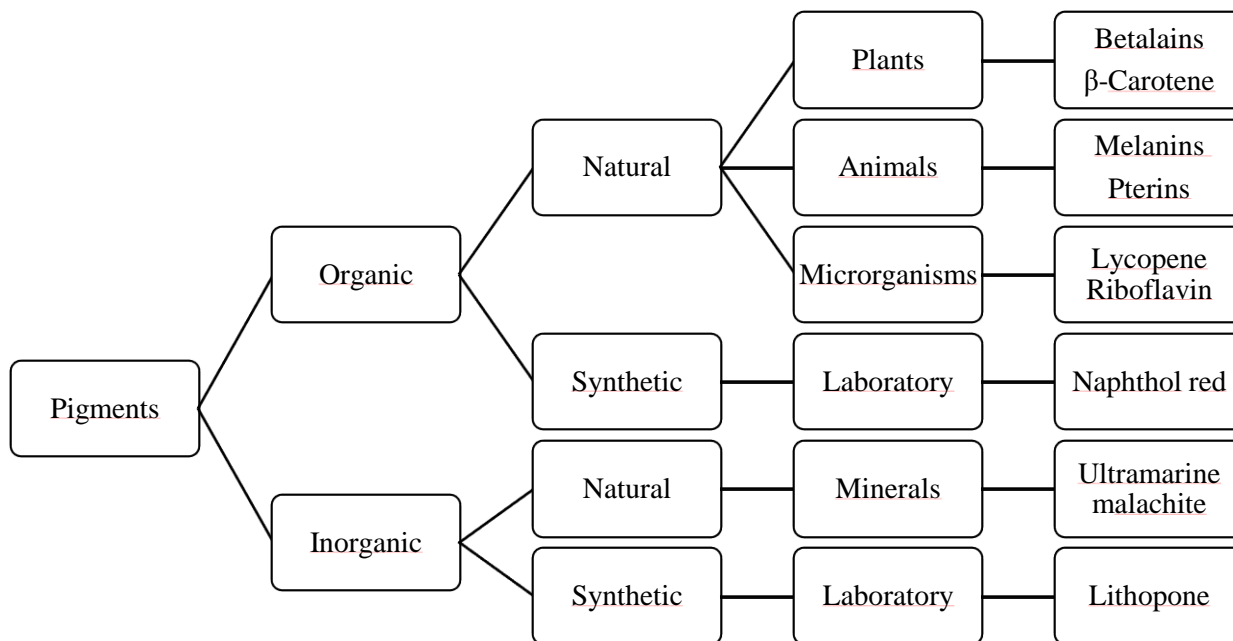 Plants
Betalains
β-Carotene
Natural
Animals
Melanins
Pterins
Organic
Microrganisms
Lycopene
Riboflavin
Pigments
Synthetic
Laboratory
Naphthol red
Inorganic
Natural
Minerals
Ultramarine
malachite
Synthetic
Laboratory
Lithopone